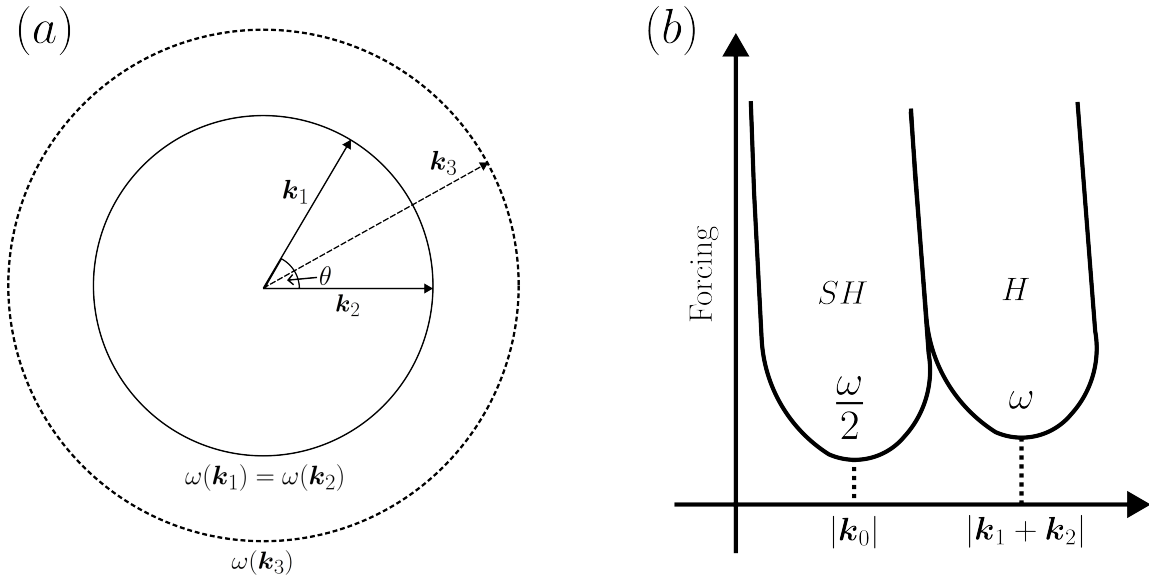 (a)
k₃
k₁
θ
k₂
ω(k₁) = ω(k₂)
ω(k₃)
(b)
Forcing
SH
H
ω/2
ω
|k₀|
|k₁ + k₂|